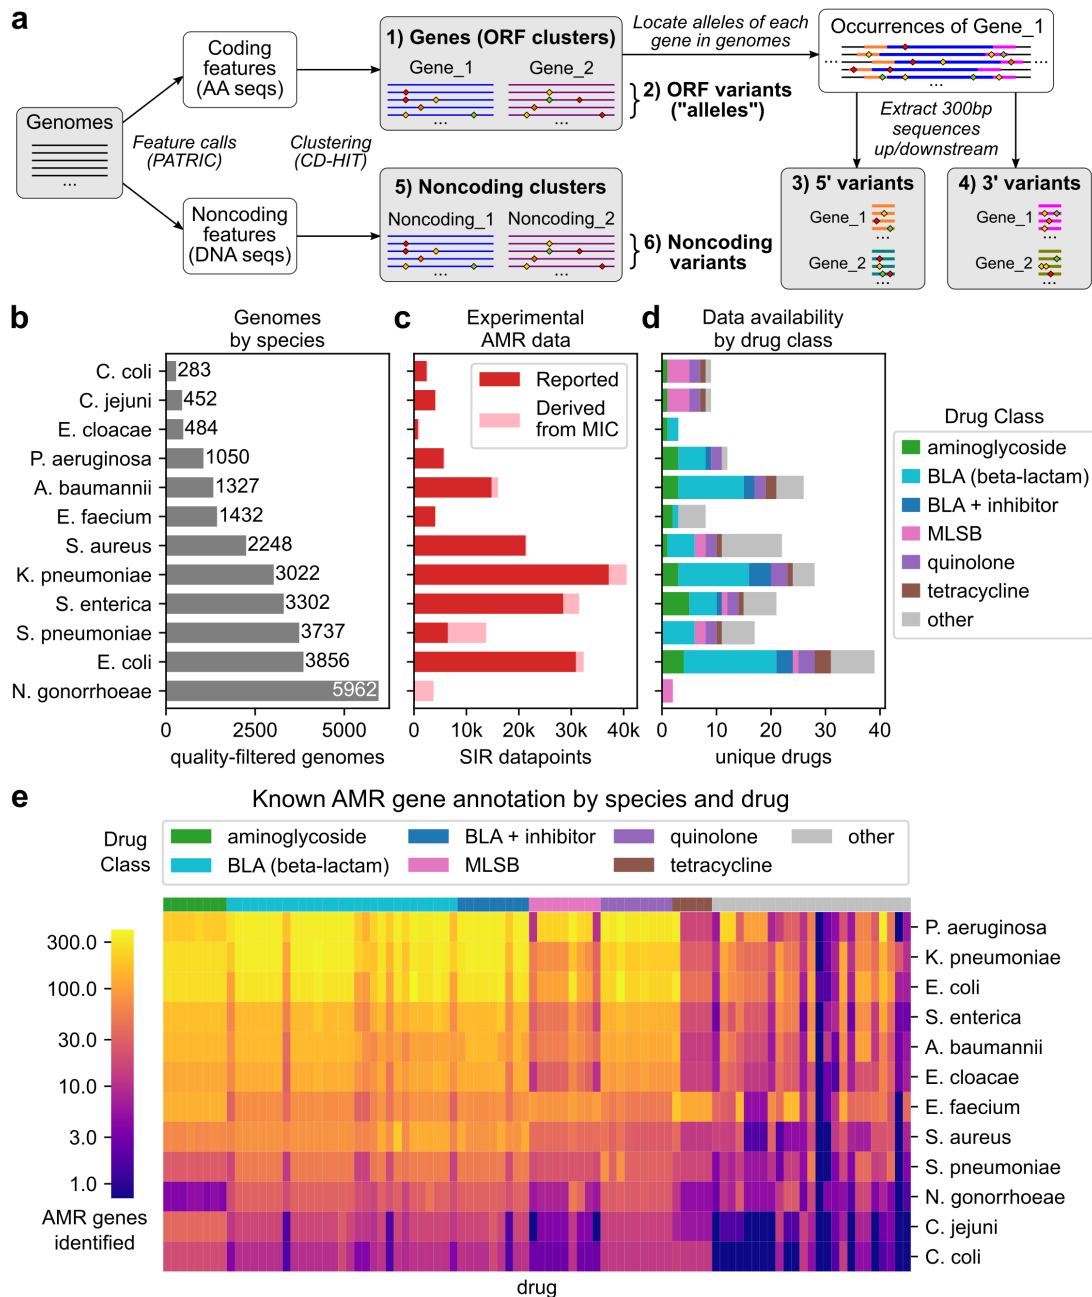 a
Genomes
...
Coding
features
(AA seqs)
Feature calls
(PATRIC)
Clustering
(CD-HIT)
Noncoding
features
(DNA seqs)
1) Genes (ORF clusters)
Gene_1
Gene_2
...
...
2) ORF variants
("alleles")
5) Noncoding clusters
Noncoding_1
Noncoding_2
...
...
6) Noncoding
variants
Locate alleles of each
gene in genomes
Occurrences of Gene_1
...
...
...
Extract 300bp
sequences
up/downstream
3) 5' variants
Gene_1
...
Gene_2
...
4) 3' variants
Gene_1
...
Gene_2
...
b
Genomes
by species
C. coli
283
C. jejuni
452
E. cloacae
484
P. aeruginosa
1050
A. baumannii
1327
E. faecium
1432
S. aureus
2248
K. pneumoniae
3022
S. enterica
3302
S. pneumoniae
3737
E. coli
3856
N. gonorrhoeae
5962
0 2500 5000
quality-filtered genomes
c
Experimental
AMR data
Reported
Derived
from MIC
0 10k 20k 30k 40k
SIR datapoints
d
Data availability
by drug class
0 10 20 30 40
unique drugs
Drug Class
aminoglycoside
BLA (beta-lactam)
BLA + inhibitor
MLSB
quinolone
tetracycline
other
e
Known AMR gene annotation by species and drug
Drug
Class
aminoglycoside
BLA + inhibitor
quinolone
other
BLA (beta-lactam)
MLSB
tetracycline
300.0
100.0
30.0
10.0
3.0
1.0
AMR genes
identified
P. aeruginosa
K. pneumoniae
E. coli
S. enterica
A. baumannii
E. cloacae
E. faecium
S. aureus
S. pneumoniae
N. gonorrhoeae
C. jejuni
C. coli
drug